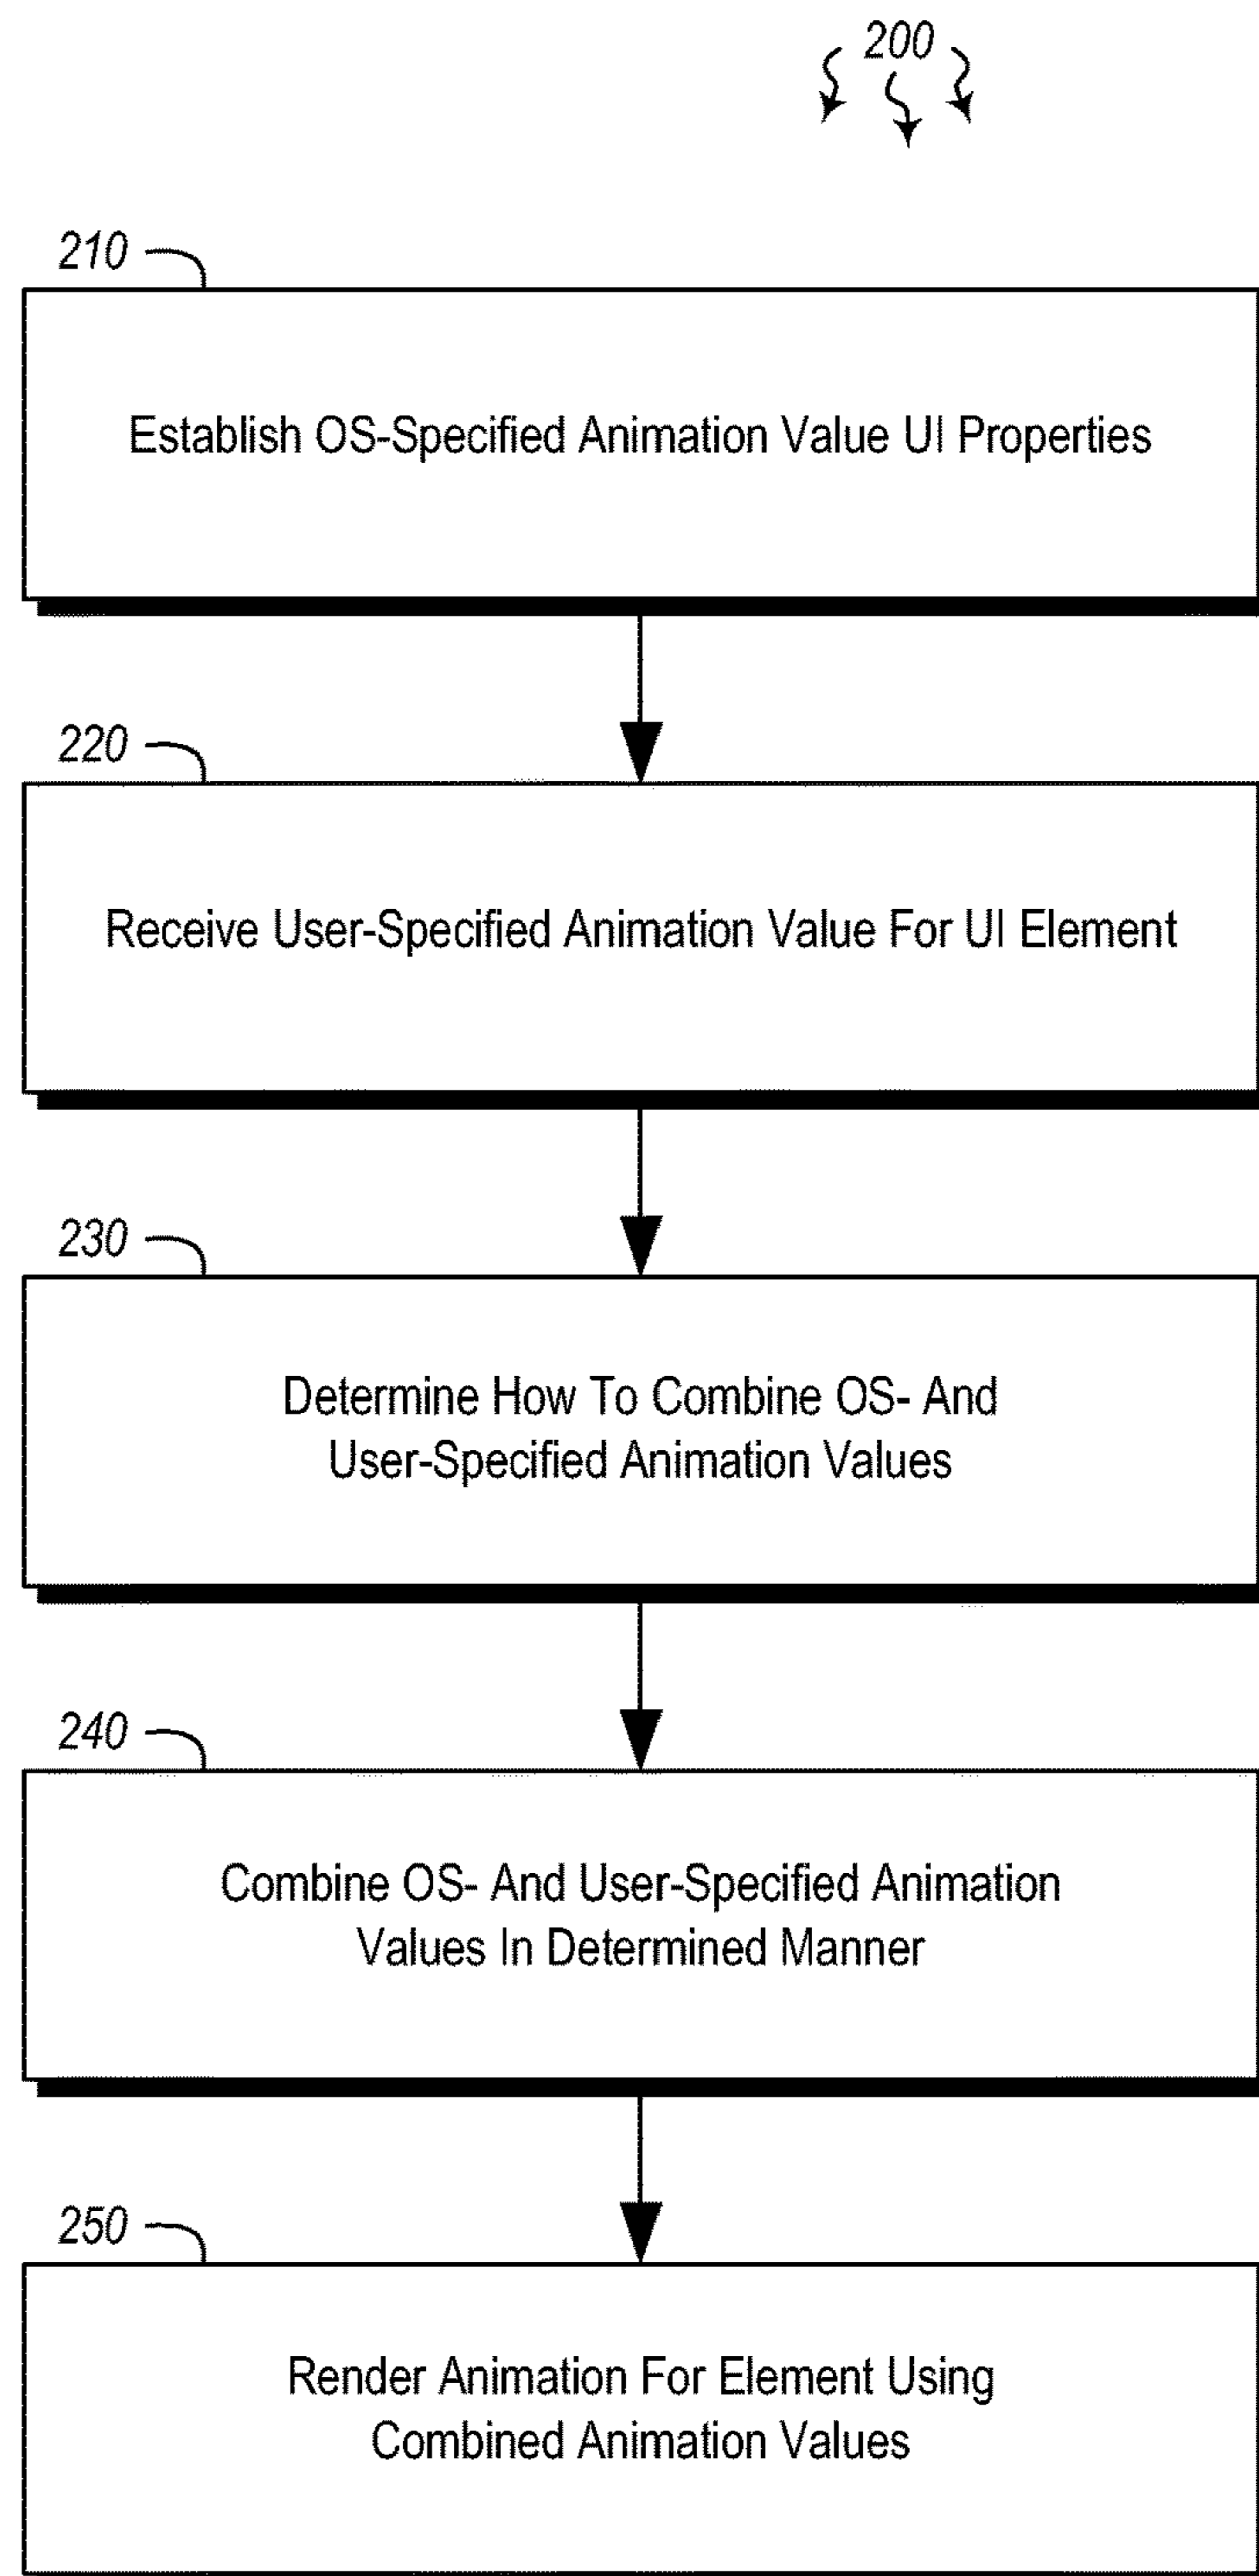 200
210
Establish OS-Specified Animation Value UI Properties
220
Receive User-Specified Animation Value For UI Element
230
Determine How To Combine OS- And
User-Specified Animation Values
240
Combine OS- And User-Specified Animation
Values In Determined Manner
250
Render Animation For Element Using
Combined Animation Values